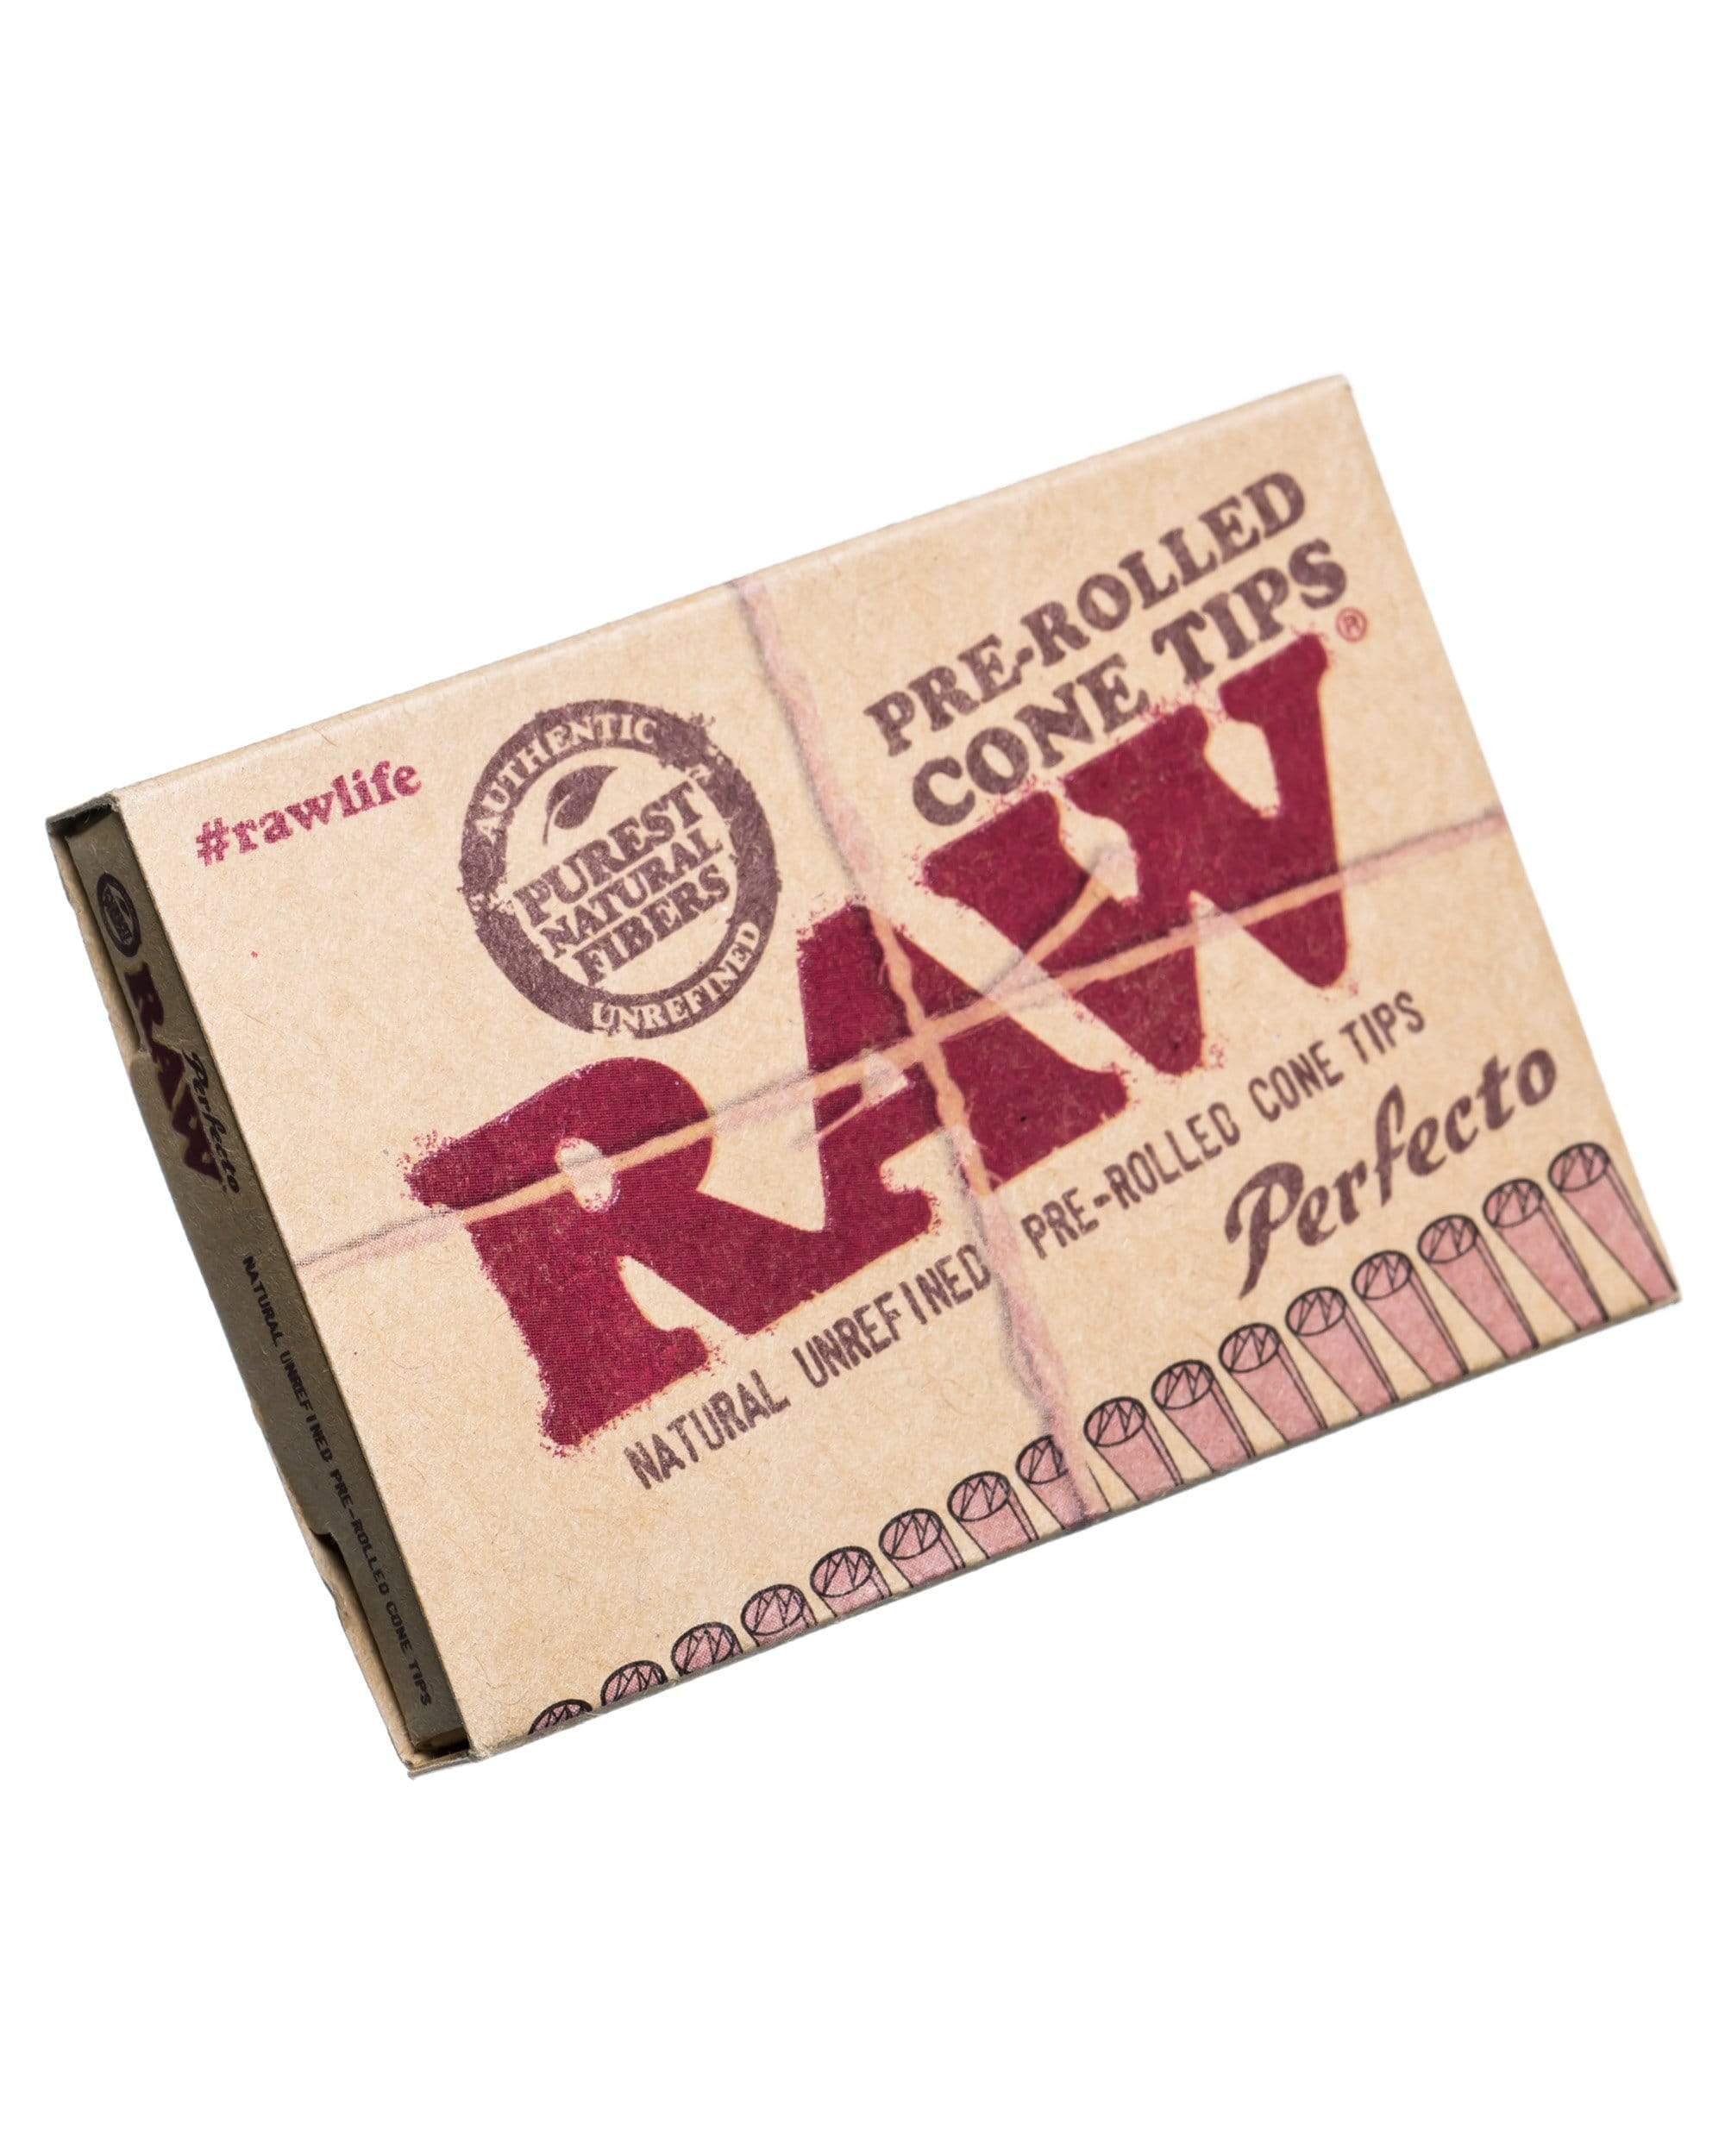 #rawlife
AUTHENTIC
PUREST
NATURAL
FIBERS
UNREFINED
PRE-ROLLED
CONE TIPS
RAW®
NATURAL UNREFINED PRE-ROLLED CONE TIPS
Perfecto
RAW
Perfecto
NATURAL UNREFINED PRE-ROLLED CONE TIPS